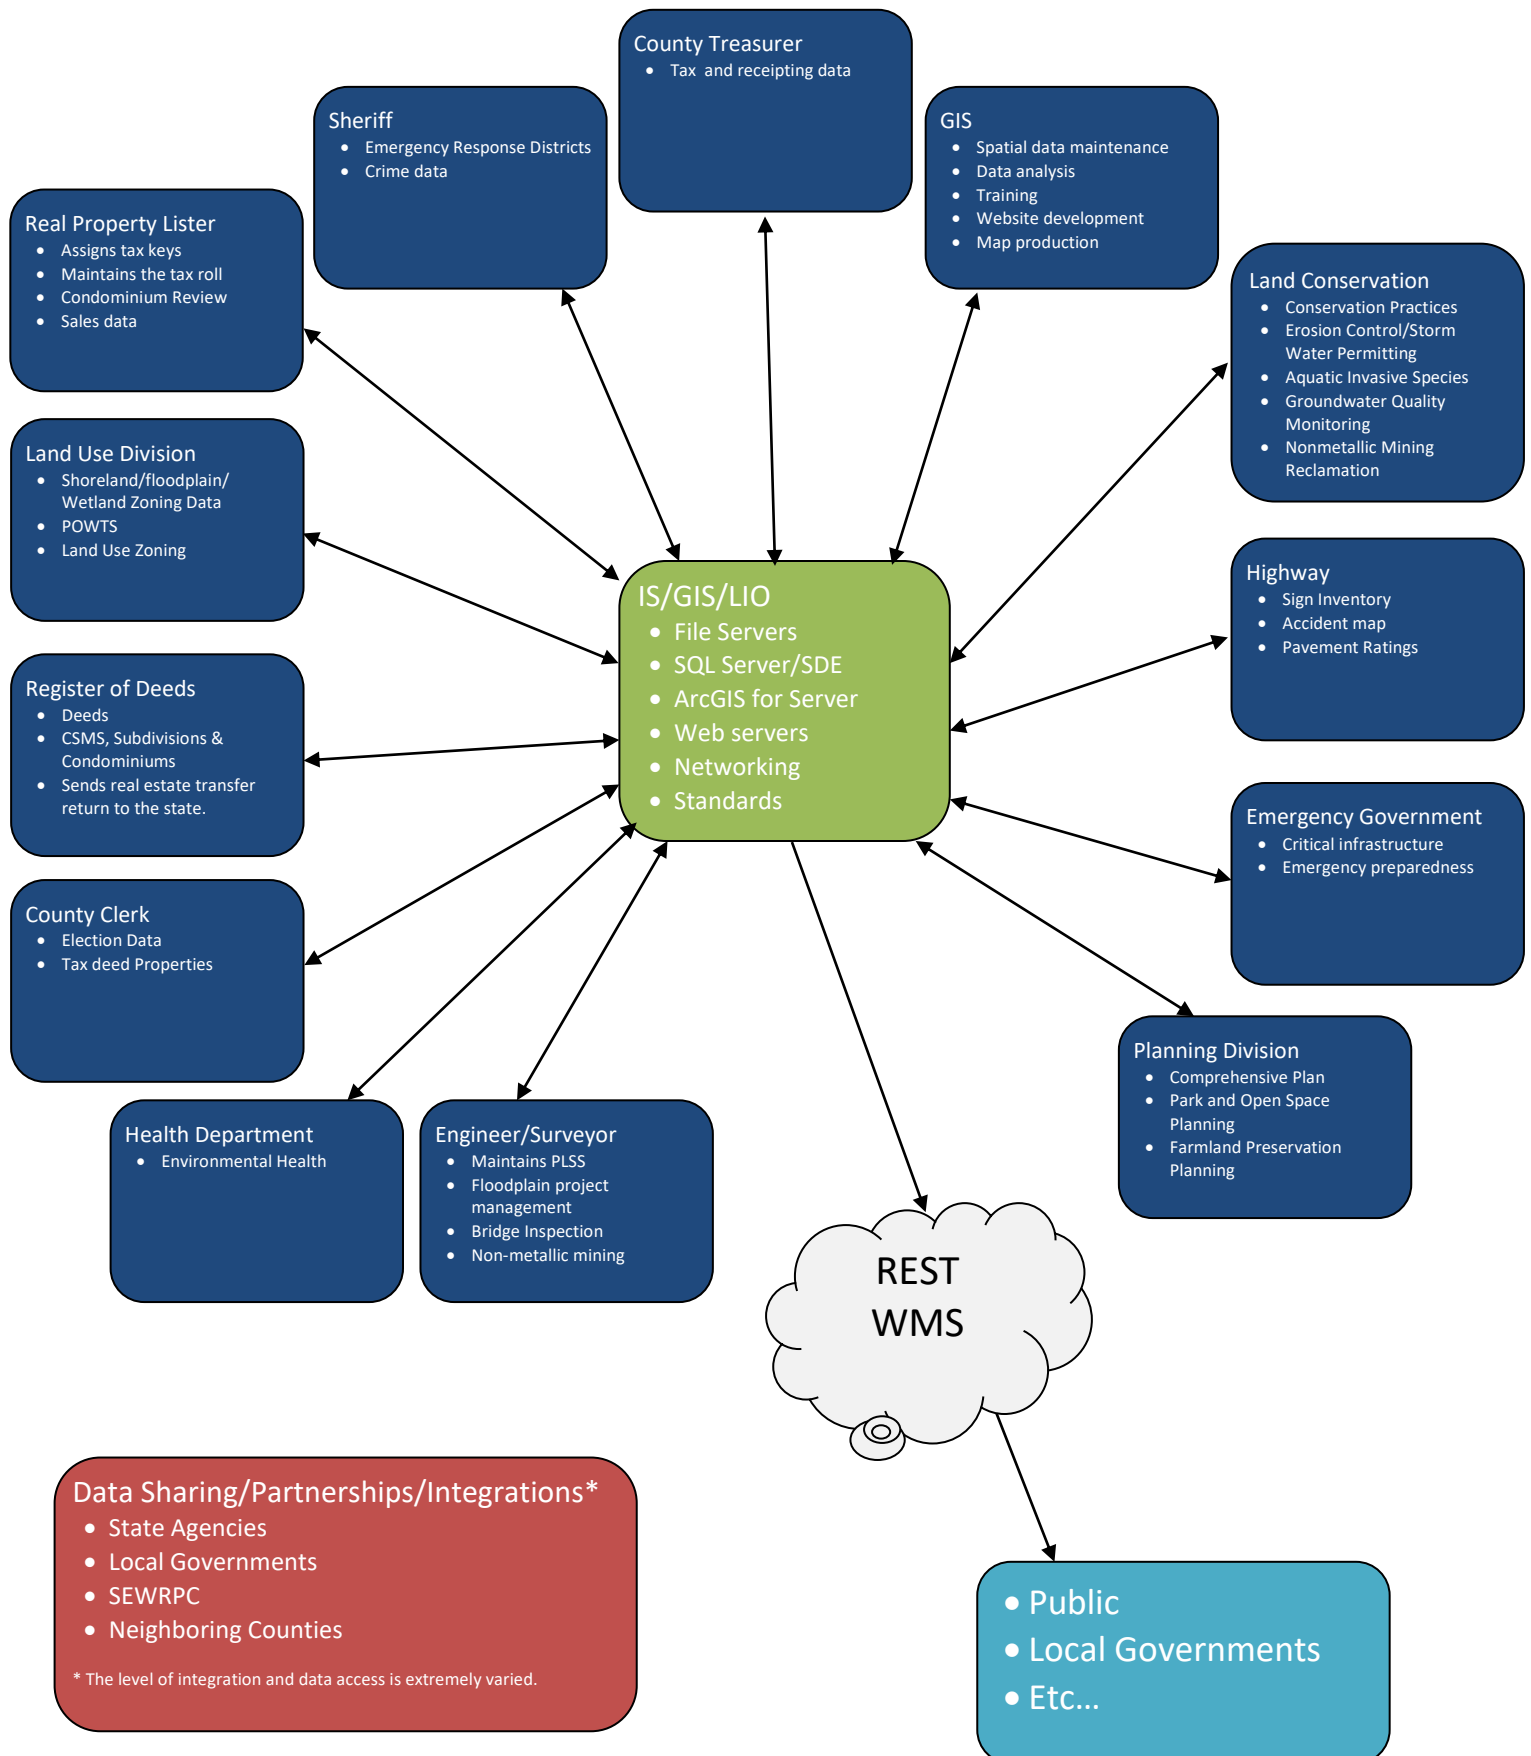 County Treasurer
• Tax and receipting data
Sheriff
• Emergency Response Districts
• Crime data
GIS
• Spatial data maintenance
• Data analysis
• Training
• Website development
• Map production
Real Property Lister
• Assigns tax keys
• Maintains the tax roll
• Condominium Review
• Sales data
Land Conservation
• Conservation Practices
• Erosion Control/Storm
Water Permitting
• Aquatic Invasive Species
• Groundwater Quality
Monitoring
• Nonmetallic Mining
Reclamation
Land Use Division
• Shoreland/floodplain/
Wetland Zoning Data
• POWTS
• Land Use Zoning
IS/GIS/LIO
• File Servers
• SQL Server/SDE
• ArcGIS for Server
• Web servers
• Networking
• Standards
Highway
• Sign Inventory
• Accident map
• Pavement Ratings
Register of Deeds
• Deeds
• CSMS, Subdivisions &
Condominiums
• Sends real estate transfer
return to the state.
Emergency Government
• Critical infrastructure
• Emergency preparedness
County Clerk
• Election Data
• Tax deed Properties
Planning Division
• Comprehensive Plan
• Park and Open Space
Planning
• Farmland Preservation
Planning
Health Department
• Environmental Health
Engineer/Surveyor
• Maintains PLSS
• Floodplain project
management
• Bridge Inspection
• Non-metallic mining
REST
WMS
Data Sharing/Partnerships/Integrations*
• State Agencies
• Local Governments
• SEWRPC
• Neighboring Counties
* The level of integration and data access is extremely varied.
• Public
• Local Governments
• Etc...